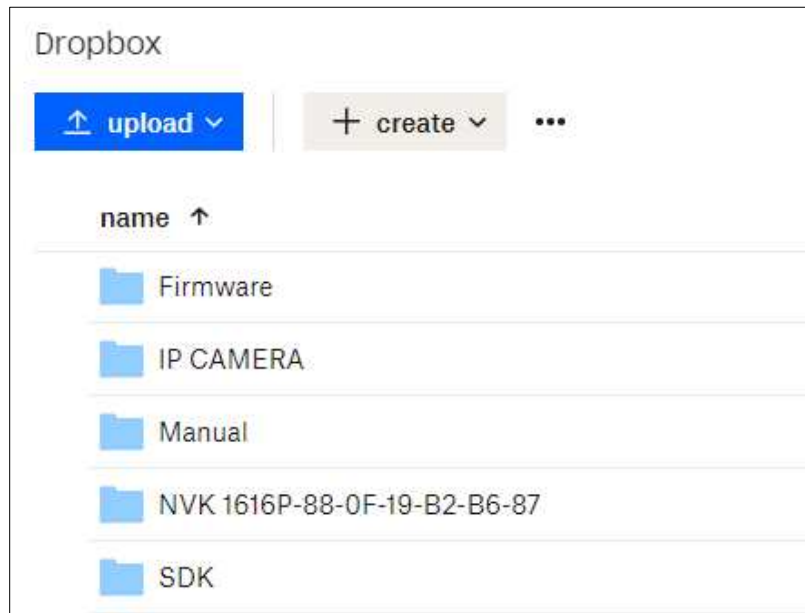 Dropbox
upload + create •••
name ↑
Firmware
IP CAMERA
Manual
NVK 1616P-88-0F-19-B2-B6-87
SDK